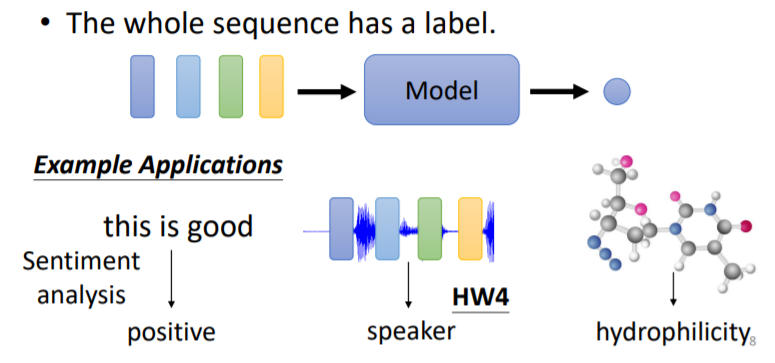 • The whole sequence has a label.
Model
Example Applications
this is good
Sentiment
analysis
positive
HW4
speaker
hydrophilicity
8